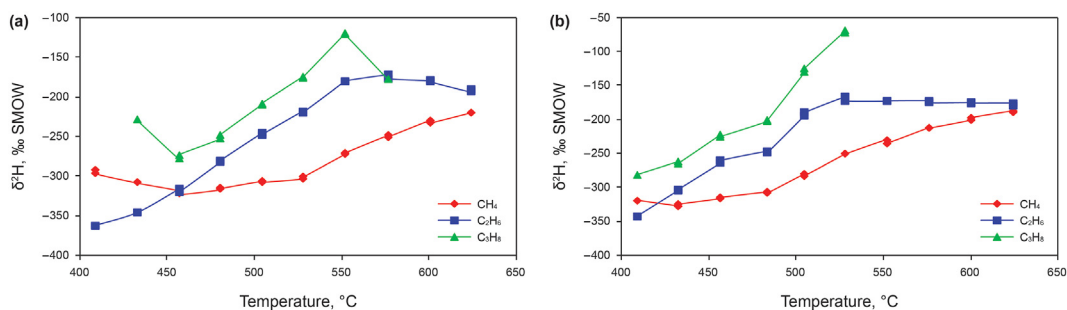 (a)
−100
−150
−200
−250
−300
−350
−400
δ²H, ‰ SMOW
400
450
500
550
600
650
Temperature, °C
CH₄
C₂H₆
C₃H₈
(b)
−50
−100
−150
−200
−250
−300
−350
−400
δ²H, ‰ SMOW
400
450
500
550
600
650
Temperature, °C
CH₄
C₂H₆
C₃H₈